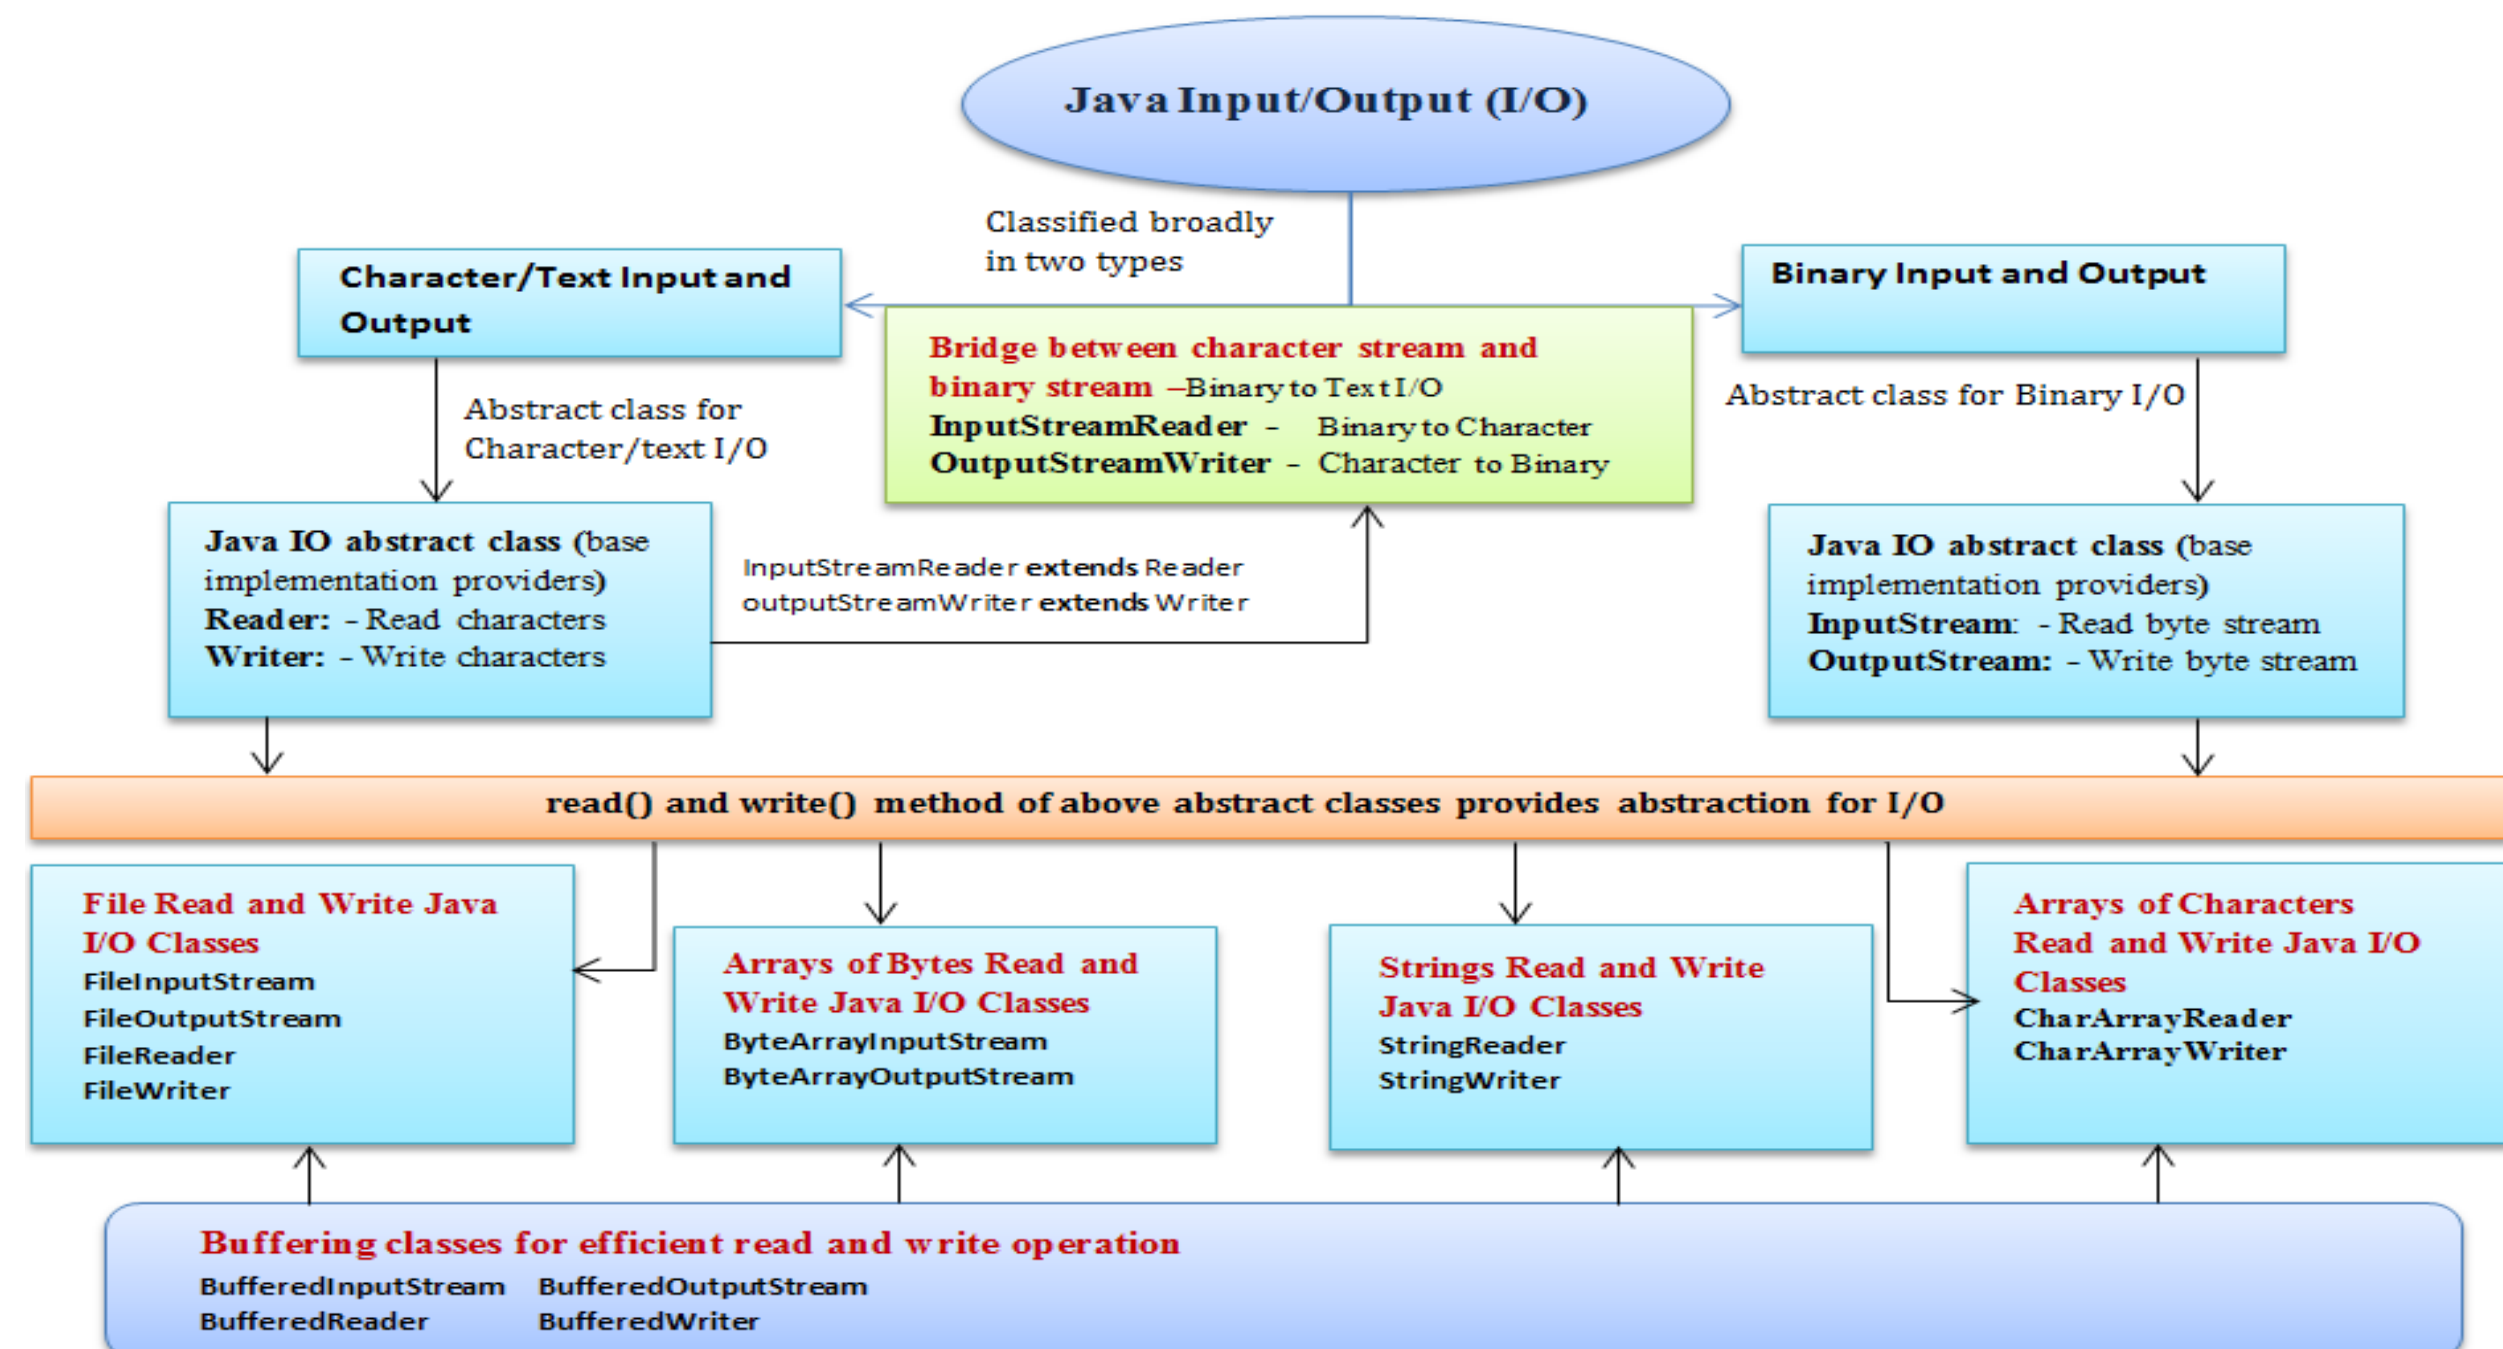 Java Input/Output (I/O)
Classified broadly
in two types
Character/Text Input and
Output
Binary Input and Output
Bridge between character stream and
binary stream –Binary to Text I/O
InputStreamReader - Binary to Character
OutputStreamWriter - Character to Binary
Abstract class for
Character/text I/O
Abstract class for Binary I/O
Java IO abstract class (base
implementation providers)
Reader: - Read characters
Writer: - Write characters
InputStreamReader extends Reader
outputStreamWriter extends Writer
Java IO abstract class (base
implementation providers)
InputStream: - Read byte stream
OutputStream: - Write byte stream
read() and write() method of above abstract classes provides abstraction for I/O
File Read and Write Java
I/O Classes
FileInputStream
FileOutputStream
FileReader
FileWriter
Arrays of Bytes Read and
Write Java I/O Classes
ByteArrayInputStream
ByteArrayOutputStream
Strings Read and Write
Java I/O Classes
StringReader
StringWriter
Arrays of Characters
Read and Write Java I/O
Classes
CharArrayReader
CharArrayWriter
Buffering classes for efficient read and write operation
BufferedInputStream BufferedOutputStream
BufferedReader BufferedWriter